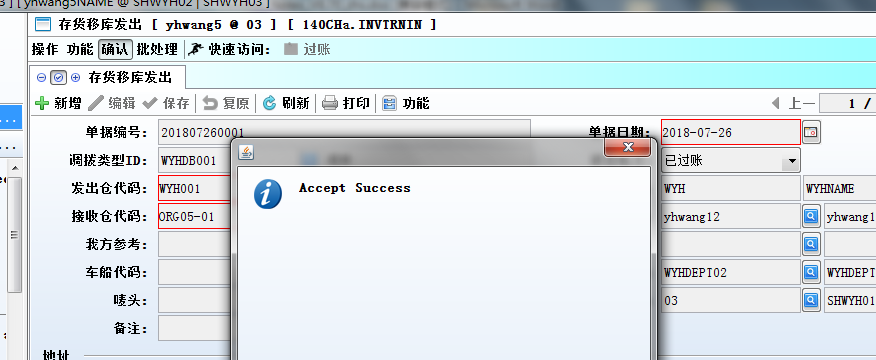 3 ] [ yhwang5NAME @ SHWYH02 | SHWYH03 ]
存货移库发出 [ yhwang5 @ 03 ] [ 140CHa.INVTRNIN ]
操作 功能 确认 批处理 快速访问: 过账
存货移库发出
新增 编辑 保存 复原 刷新 打印 功能 上一 1 /
单据编号: 201807260001 单据日期: 2018-07-26
调拨类型ID: WYHDB001 已过账
Accept Success
发出仓代码: WYH001 WYH WYHNAME
接收仓代码: ORG05-01 yhwang12 yhwang1
我方参考:
车船代码: WYHDEPT02 WYHDEPT
唛头: 03 SHWYH01
备注:
地址